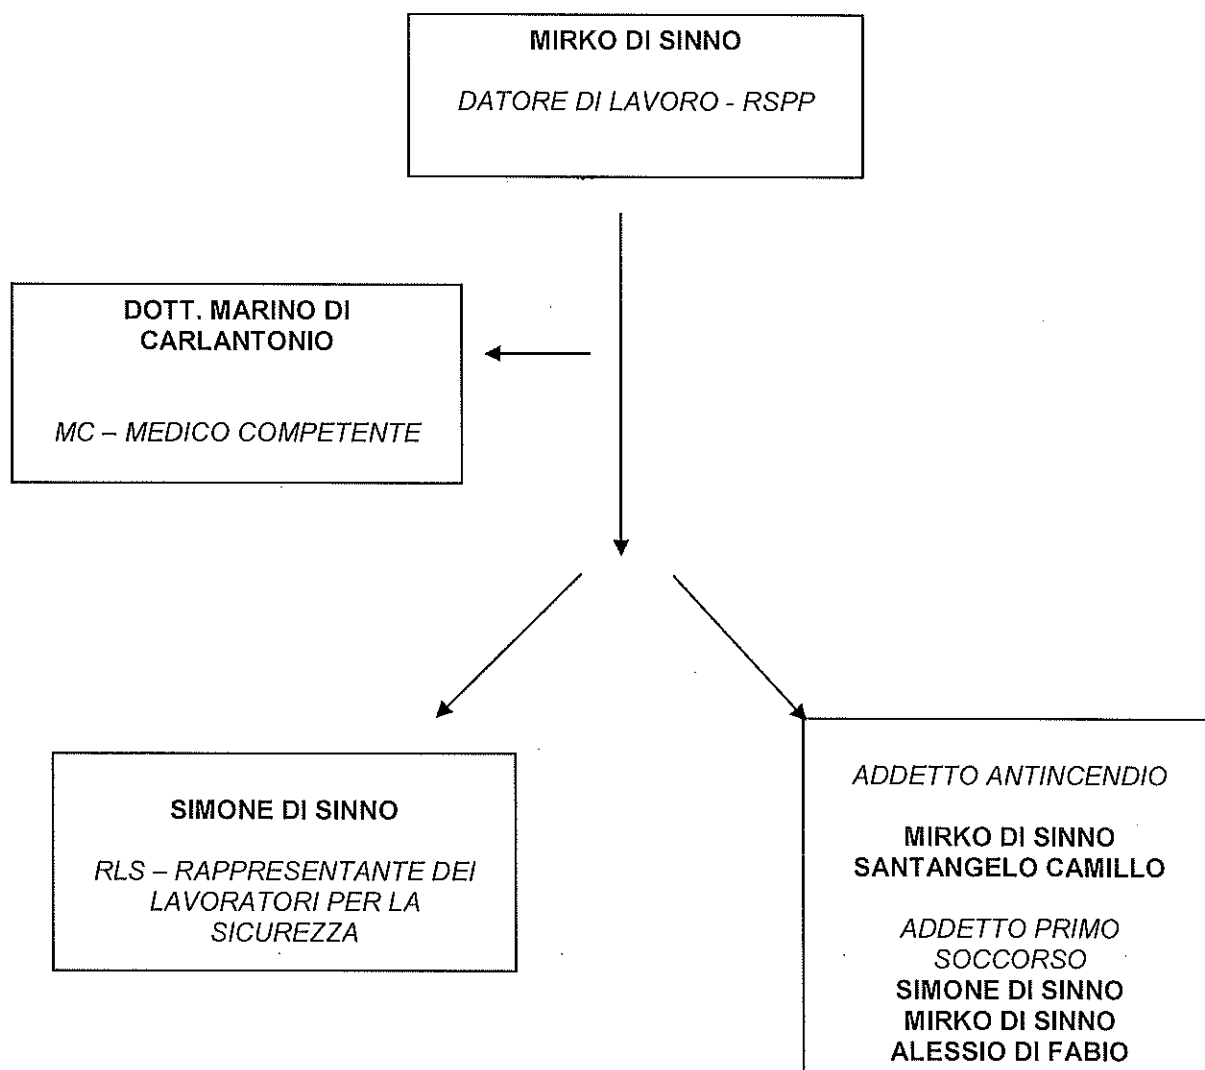 MIRKO DI SINNO
DATORE DI LAVORO - RSPP
DOTT. MARINO DI
CARLANTONIO
MC – MEDICO COMPETENTE
SIMONE DI SINNO
RLS – RAPPRESENTANTE DEI
LAVORATORI PER LA
SICUREZZA
ADDETTO ANTINCENDIO
MIRKO DI SINNO
SANTANGELO CAMILLO
ADDETTO PRIMO
SOCCORSO
SIMONE DI SINNO
MIRKO DI SINNO
ALESSIO DI FABIO